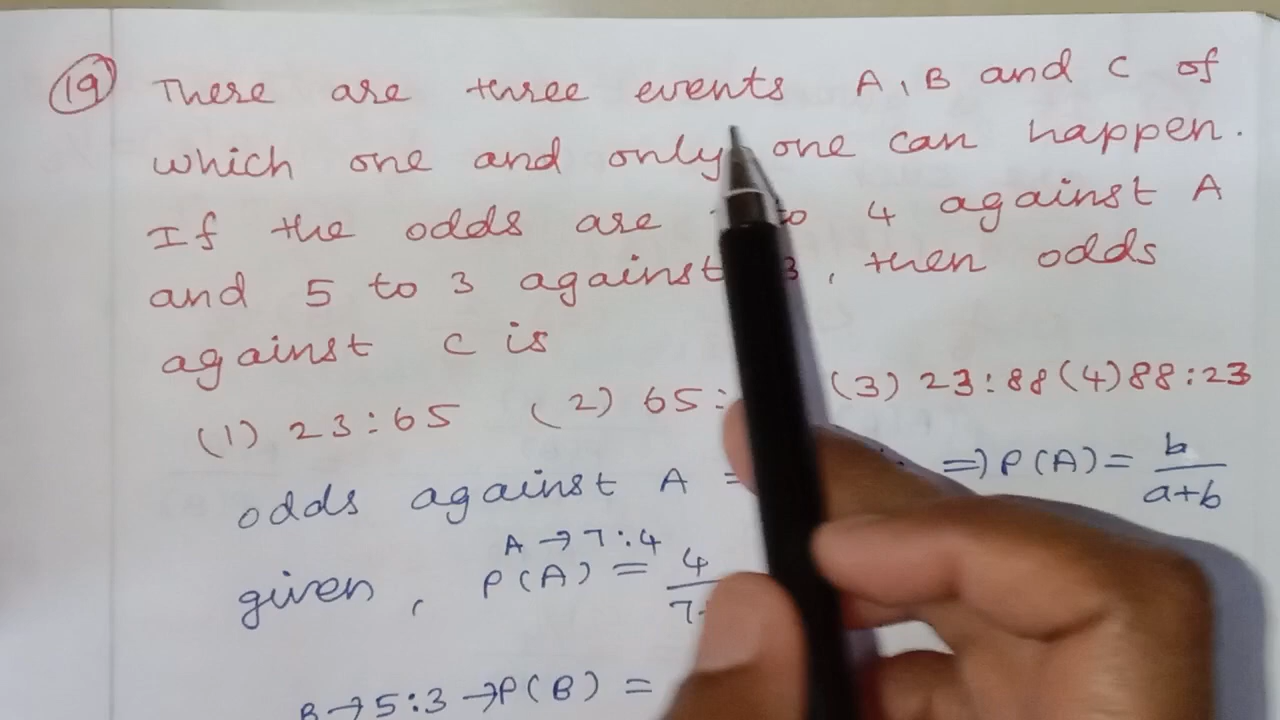 19 There are three events A, B and C of
which one and only one can happen.
If the odds are to 4 against A
and 5 to 3 against B, then odds
against C is
(1) 23:65 (2) 65: (3) 23:88 (4) 88:23
odds against A = => P(A) = b/a+b
A → 7:4
given, P(A) = 4/7+
B → 5:3 → P(B) =